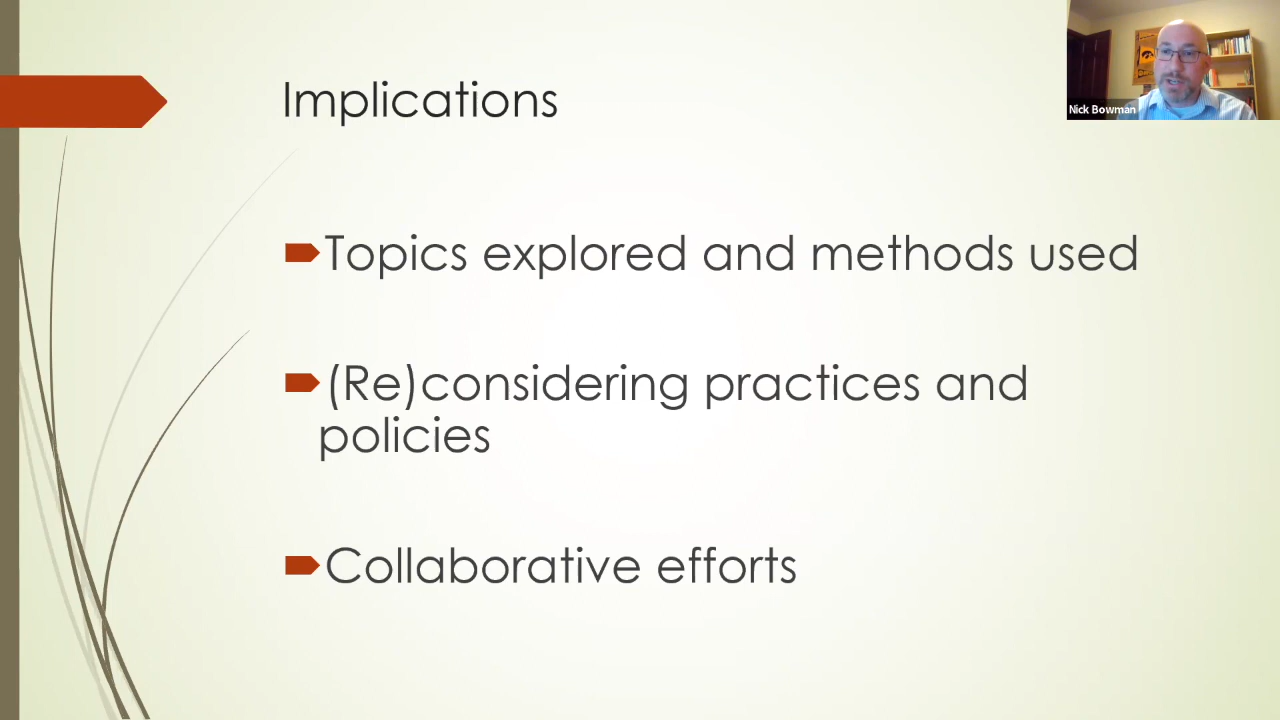 Implications
Nick Bowman
Topics explored and methods used
(Re)considering practices and
policies
Collaborative efforts